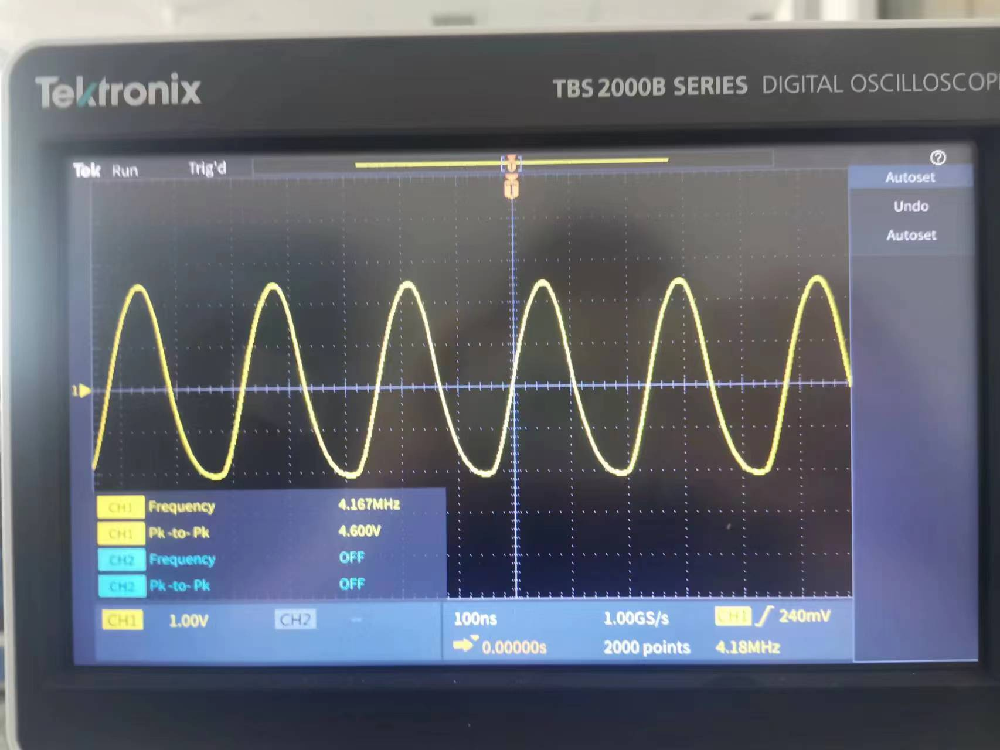 Tektronix
TBS 2000B SERIES DIGITAL OSCILLOSCOP
Tek Run Trig'd
?
T
Autoset
Undo
Autoset
1
CH1 Frequency 4.167MHz
CH1 Pk-to-Pk 4.600V
CH2 Frequency OFF
CH2 Pk-to-Pk OFF
CH1 1.00V CH2 -- 100ns 1.00GS/s CH1 240mV
0.00000s 2000 points 4.18MHz